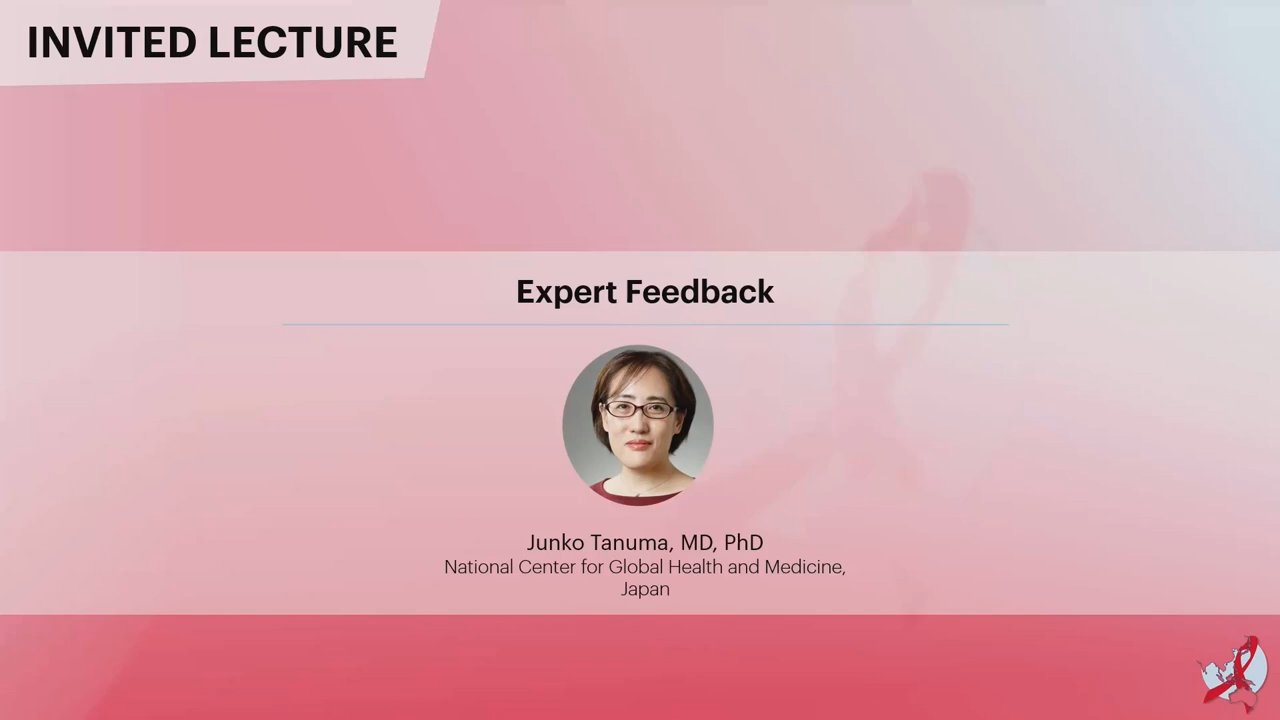 INVITED LECTURE
Expert Feedback
Junko Tanuma, MD, PhD
National Center for Global Health and Medicine,
Japan